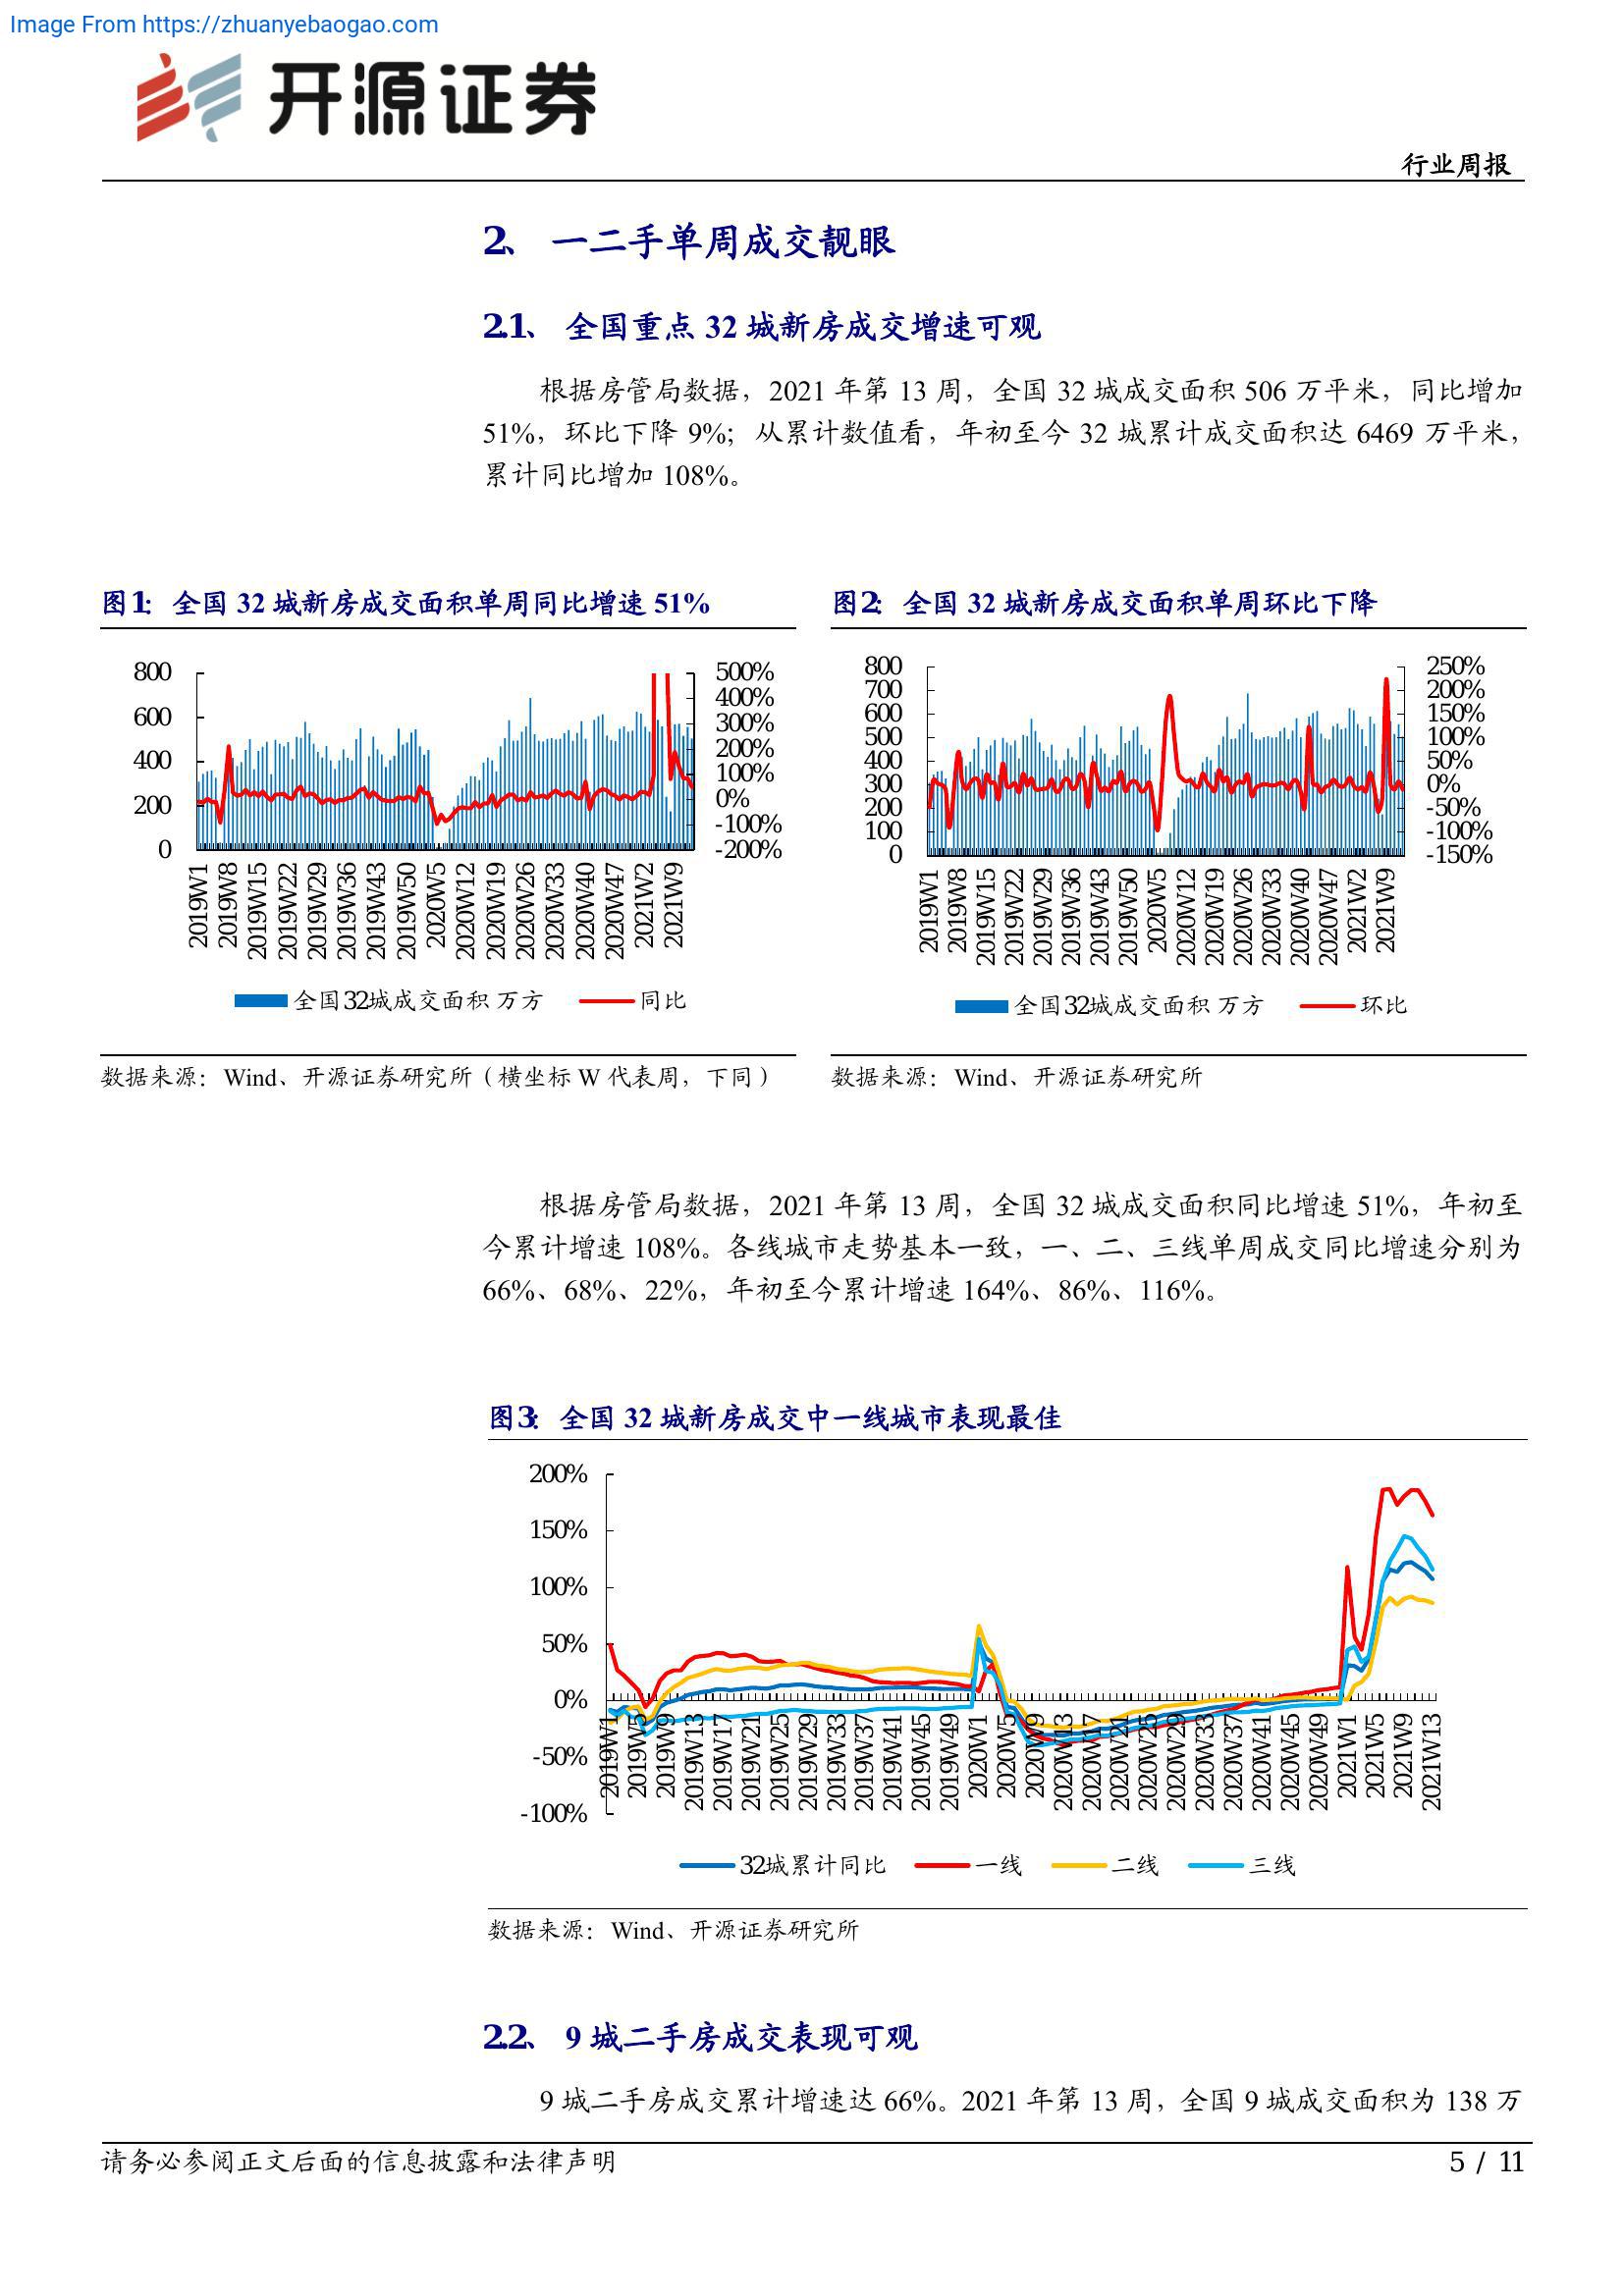 Image From https://zhuanyebaogao.com
开源证券
行业周报
2、 一二手单周成交靓眼
2.1、 全国重点 32 城新房成交增速可观
根据房管局数据，2021 年第 13 周，全国 32 城成交面积 506 万平米，同比增加
51%，环比下降 9%；从累计数值看，年初至今 32 城累计成交面积达 6469 万平米，
累计同比增加 108%。
图1： 全国 32 城新房成交面积单周同比增速 51%
800
600
400
200
0
500%
400%
300%
200%
100%
0%
-100%
-200%
2019W1
2019W8
2019W15
2019W22
2019W29
2019W36
2019W43
2019W50
2020W5
2020W12
2020W19
2020W26
2020W33
2020W40
2020W47
2021W2
2021W9
全国32城成交面积 万方
同比
数据来源：Wind、开源证券研究所（横坐标 W 代表周，下同）
图2： 全国 32 城新房成交面积单周环比下降
800
700
600
500
400
300
200
100
0
250%
200%
150%
100%
50%
0%
-50%
-100%
-150%
2019W1
2019W8
2019W15
2019W22
2019W29
2019W36
2019W43
2019W50
2020W5
2020W12
2020W19
2020W26
2020W33
2020W40
2020W47
2021W2
2021W9
全国32城成交面积 万方
环比
数据来源：Wind、开源证券研究所
根据房管局数据，2021 年第 13 周，全国 32 城成交面积同比增速 51%，年初至
今累计增速 108%。各线城市走势基本一致，一、二、三线单周成交同比增速分别为
66%、68%、22%，年初至今累计增速 164%、86%、116%。
图3： 全国 32 城新房成交中一线城市表现最佳
200%
150%
100%
50%
0%
-50%
-100%
2019W1
2019W5
2019W9
2019W13
2019W17
2019W21
2019W25
2019W29
2019W33
2019W37
2019W41
2019W45
2019W49
2020W1
2020W5
2020W9
2020W13
2020W17
2020W21
2020W25
2020W29
2020W33
2020W37
2020W41
2020W45
2020W49
2021W1
2021W5
2021W9
2021W13
32城累计同比
一线
二线
三线
数据来源：Wind、开源证券研究所
2.2、 9 城二手房成交表现可观
9 城二手房成交累计增速达 66%。2021 年第 13 周，全国 9 城成交面积为 138 万
请务必参阅正文后面的信息披露和法律声明
5 / 11